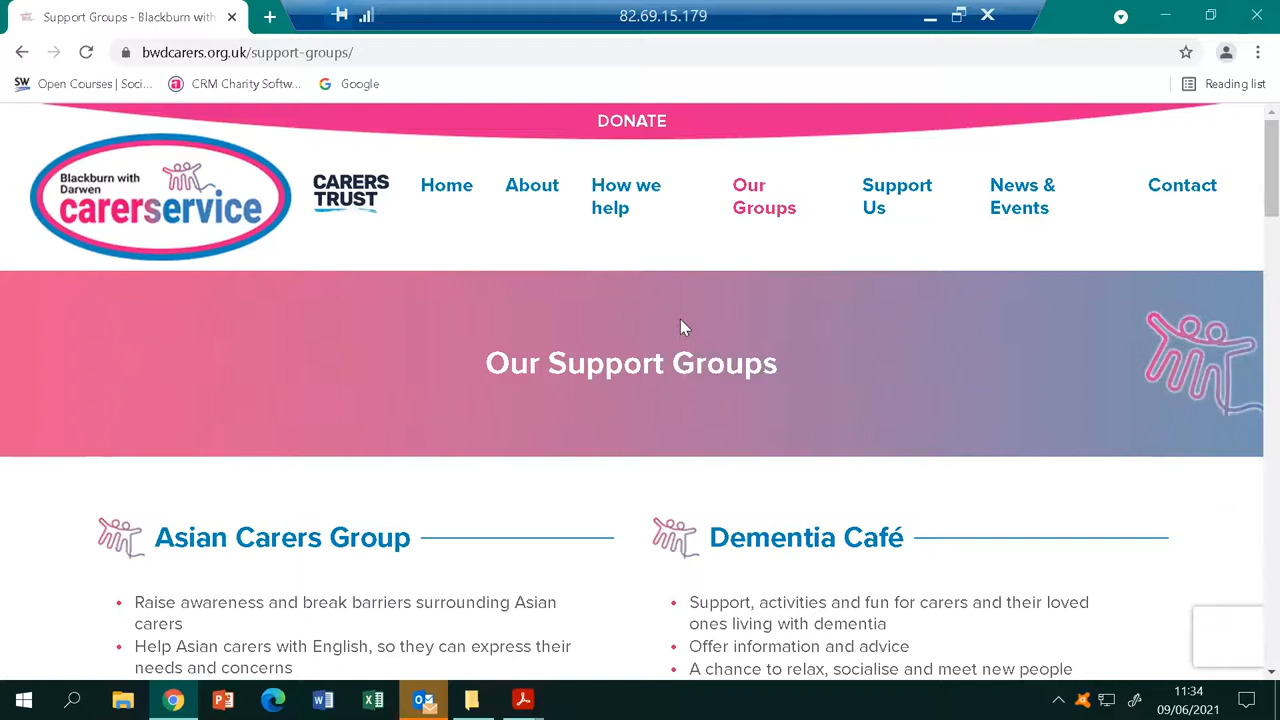 Support Groups - Blackburn with
82.69.15.179
bwdcarers.org.uk/support-groups/
SW Open Courses | Soci...
CRM Charity Softw...
Google
Reading list
DONATE
Blackburn with
Darwen
carerservice
CARERS
TRUST
Home
About
How we
help
Our
Groups
Support
Us
News &
Events
Contact
Our Support Groups
Asian Carers Group
• Raise awareness and break barriers surrounding Asian
carers
• Help Asian carers with English, so they can express their
needs and concerns
Dementia Café
• Support, activities and fun for carers and their loved
ones living with dementia
• Offer information and advice
• A chance to relax, socialise and meet new people
11:34
09/06/2021